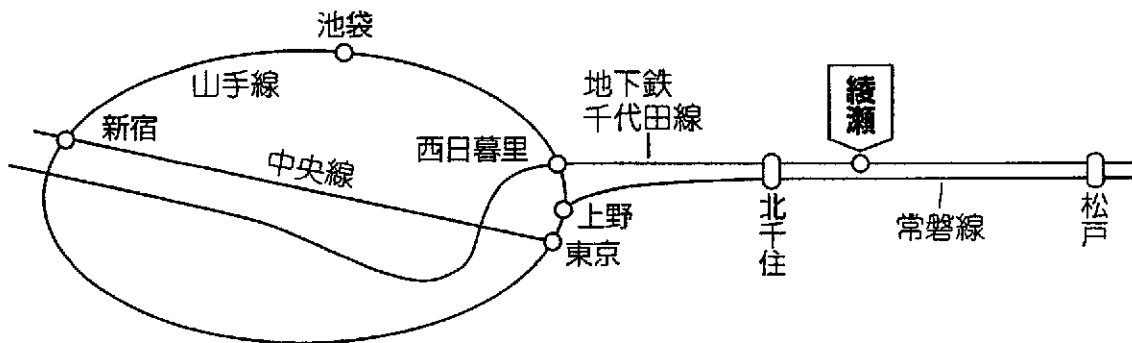 池袋
山手線
新宿
中央線
西日暮里
地下鉄
千代田線
綾瀬
上野
東京
北千住
常磐線
松戸